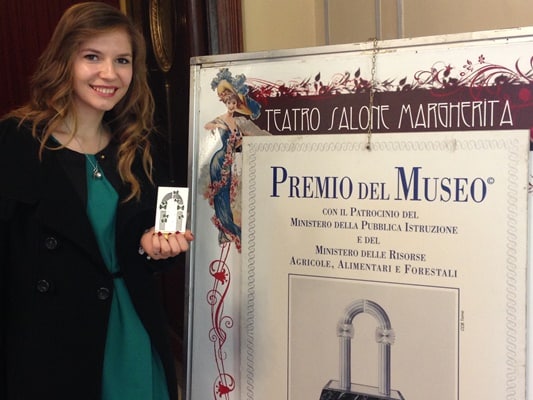 TEATRO SALONE MARGHERITA
PREMIO DEL MUSEO©
CON IL PATROCINIO DEL
MINISTERO DELLA PUBBLICA ISTRUZIONE
E DEL
MINISTERO DELLE RISORSE
AGRICOLE, ALIMENTARI E FORESTALI